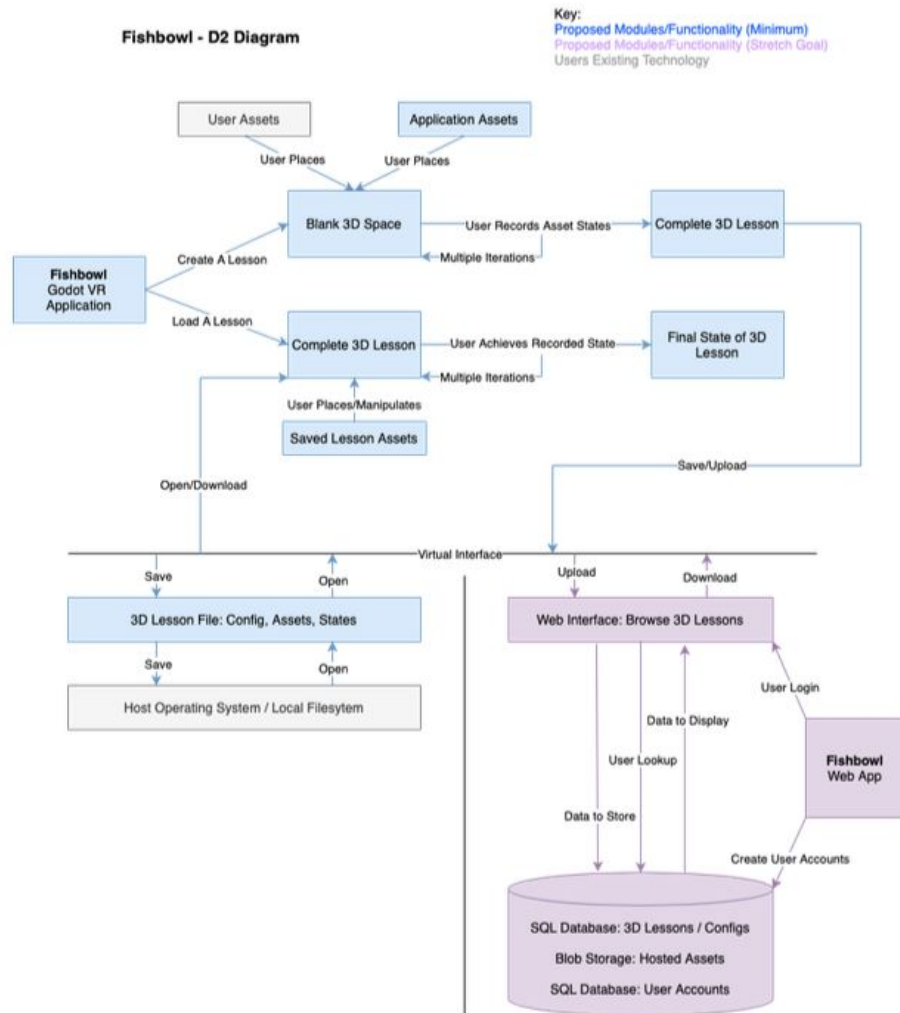 Fishbowl - D2 Diagram
Key:
Proposed Modules/Functionality (Minimum)
Proposed Modules/Functionality (Stretch Goal)
Users Existing Technology
User Assets
Application Assets
User Places
User Places
Blank 3D Space
User Records Asset States
Complete 3D Lesson
Multiple Iterations
Create A Lesson
Fishbowl
Godot VR
Application
Load A Lesson
Complete 3D Lesson
User Achieves Recorded State
Final State of 3D
Lesson
Multiple Iterations
User Places/Manipulates
Saved Lesson Assets
Save/Upload
Open/Download
Virtual Interface
Save
Open
Upload
Download
3D Lesson File: Config, Assets, States
Web Interface: Browse 3D Lessons
Save
Open
User Login
Host Operating System / Local Filesytem
Data to Display
User Lookup
Fishbowl
Web App
Data to Store
Create User Accounts
SQL Database: 3D Lessons / Configs
Blob Storage: Hosted Assets
SQL Database: User Accounts